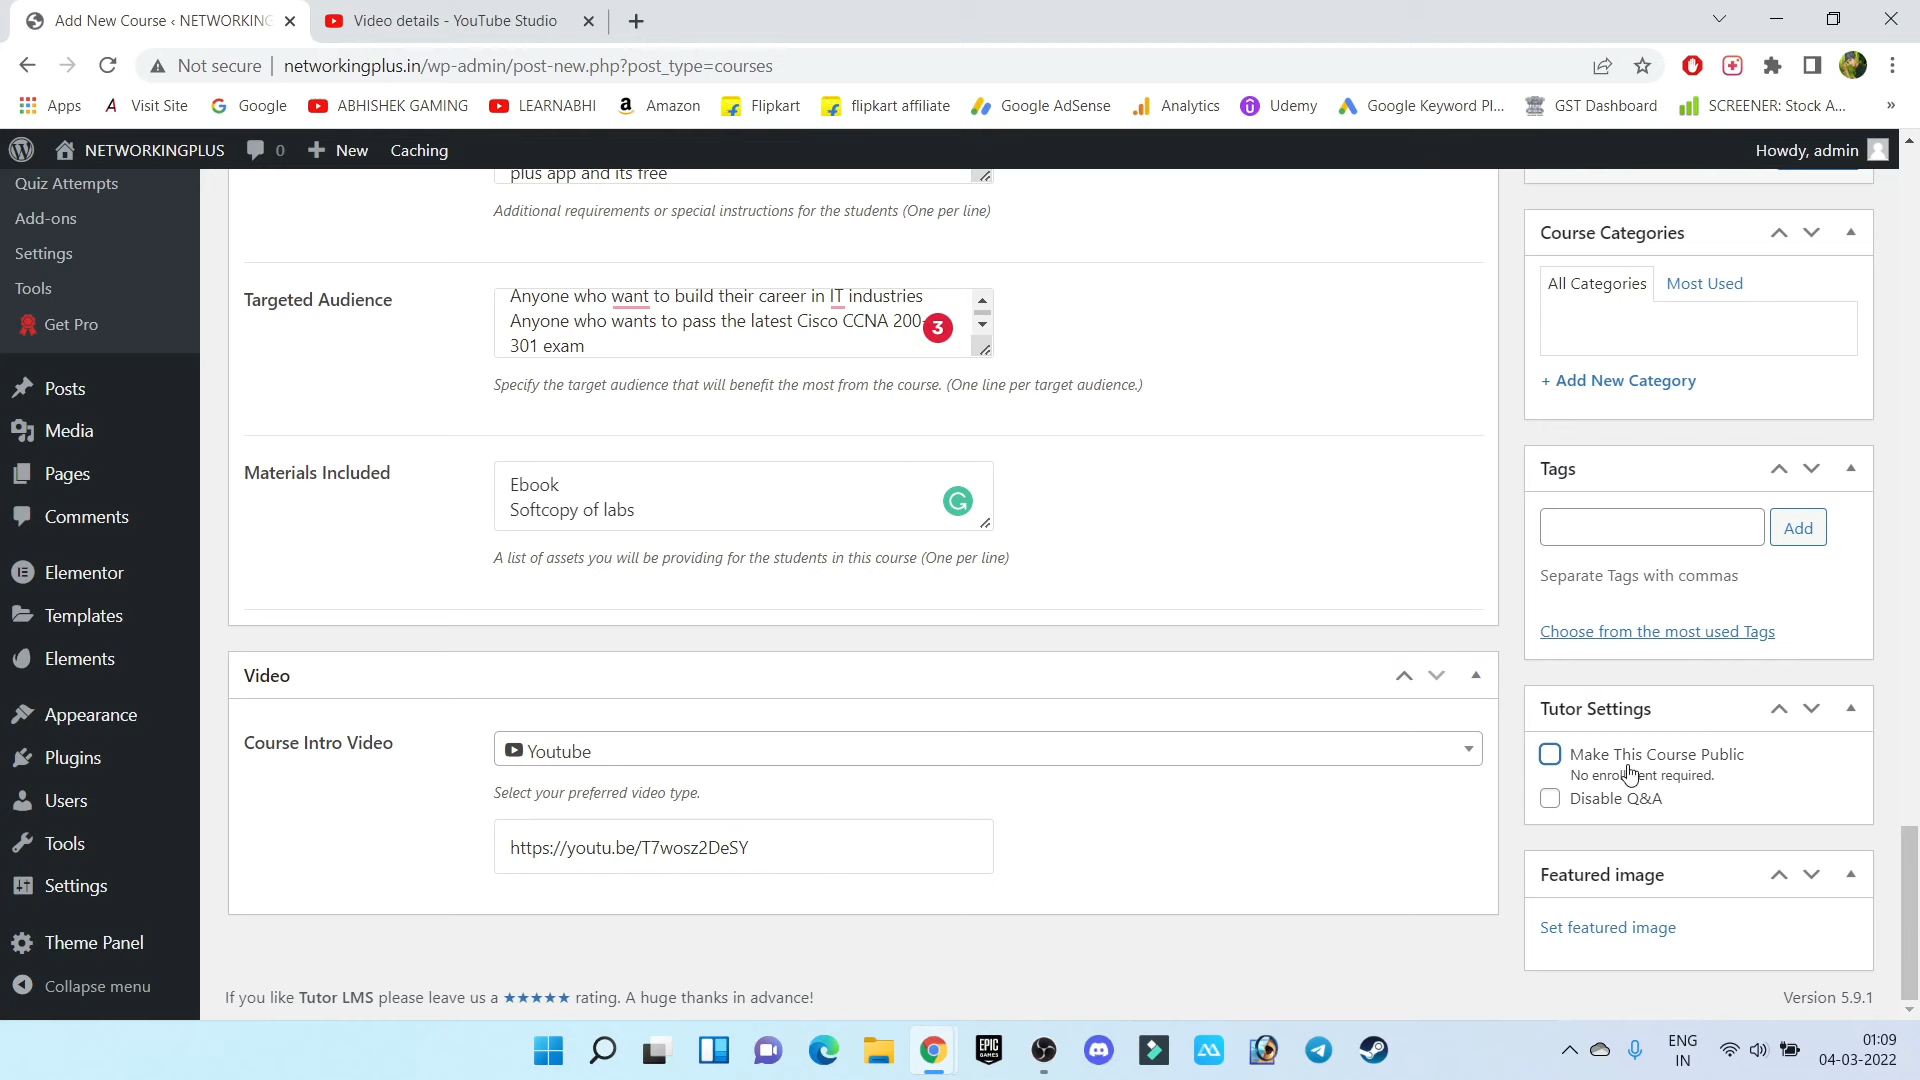 Add New Course ‹ NETWORKING
Video details - YouTube Studio
Not secure
networkingplus.in/wp-admin/post-new.php?post_type=courses
Apps
Visit Site
Google
ABHISHEK GAMING
LEARNABHI
Amazon
Flipkart
flipkart affiliate
Google AdSense
Analytics
Udemy
Google Keyword Pl...
GST Dashboard
SCREENER: Stock A...
»
NETWORKINGPLUS
0
New
Caching
Howdy, admin
Quiz Attempts
Add-ons
Settings
Tools
Get Pro
Posts
Media
Pages
Comments
Elementor
Templates
Elements
Appearance
Plugins
Users
Tools
Settings
Theme Panel
Collapse menu
plus app and its free
Additional requirements or special instructions for the students (One per line)
Targeted Audience
Anyone who want to build their career in IT industries
Anyone who wants to pass the latest Cisco CCNA 200-
301 exam
3
Specify the target audience that will benefit the most from the course. (One line per target audience.)
Materials Included
Ebook
Softcopy of labs
A list of assets you will be providing for the students in this course (One per line)
Video
Course Intro Video
Youtube
Select your preferred video type.
https://youtu.be/T7wosz2DeSY
If you like Tutor LMS please leave us a ★★★★★ rating. A huge thanks in advance!
Course Categories
All Categories
Most Used
+ Add New Category
Tags
Add
Separate Tags with commas
Choose from the most used Tags
Tutor Settings
Make This Course Public
No enrollment required.
Disable Q&A
Featured image
Set featured image
Version 5.9.1
EPIC
GAMES
ENG
IN
01:09
04-03-2022